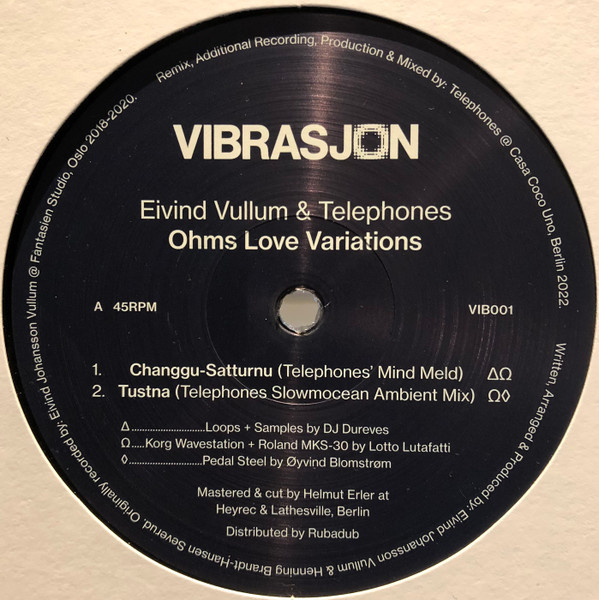 Remix, Additional Recording, Production & Mixed by: Telephones @ Casa Coco Uno, Berlin 2022.
VIBRASJON
Eivind Vullum & Telephones
Ohms Love Variations
A 45RPM
VIB001
1. Changgu-Satturnu (Telephones' Mind Meld) ΔΩ
2. Tustna (Telephones Slowmocean Ambient Mix) Ω◊
Δ............................Loops + Samples by DJ Dureves
Ω.....Korg Wavestation + Roland MKS-30 by Lotto Lutafatti
◊............................Pedal Steel by Øyvind Blomstrøm
Mastered & cut by Helmut Erler at
Heyrec & Lathesville, Berlin
Distributed by Rubadub
Written, Arranged & Produced by: Eivind Johansson Vullum & Henning Brandt-Hansen Severud. Originally recorded by: Eivind Johansson Vullum @ Fantasien Studio, Oslo 2018-2020.